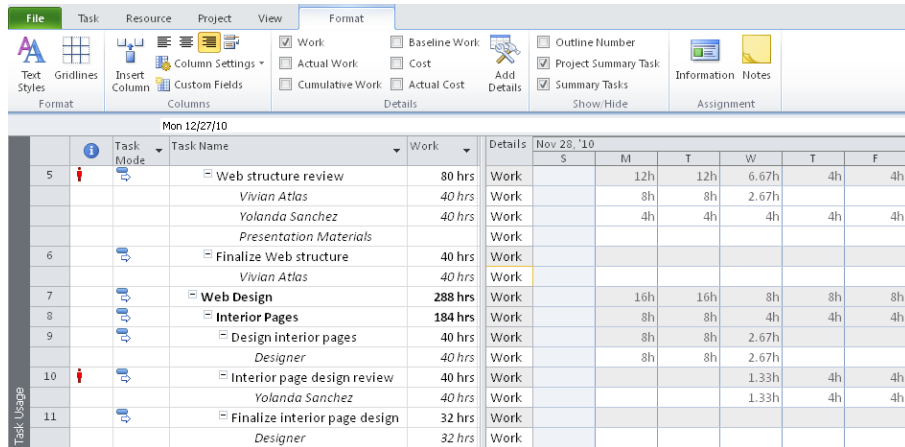 File Task Resource Project View Format
Work Baseline Work Outline Number
Text Styles Gridlines Insert Column Column Settings Actual Work Cost Add Details Project Summary Task Information Notes
Custom Fields Cumulative Work Actual Cost Summary Tasks
Format Columns Details Show/Hide Assignment
Mon 12/27/10
Task Mode Task Name Work Details Nov 28, '10
S M T W T F
5 Web structure review 80 hrs Work 12h 12h 6.67h 4h 4h
Vivian Atlas 40 hrs Work 8h 8h 2.67h
Yolanda Sanchez 40 hrs Work 4h 4h 4h 4h 4h
Presentation Materials Work
6 Finalize Web structure 40 hrs Work
Vivian Atlas 40 hrs Work
7 Web Design 288 hrs Work 16h 16h 8h 8h 8h
8 Interior Pages 184 hrs Work 8h 8h 4h 4h 4h
9 Design interior pages 40 hrs Work 8h 8h 2.67h
Designer 40 hrs Work 8h 8h 2.67h
10 Interior page design review 40 hrs Work 1.33h 4h 4h
Yolanda Sanchez 40 hrs Work 1.33h 4h 4h
11 Finalize interior page design 32 hrs Work
Designer 32 hrs Work
Task Usage